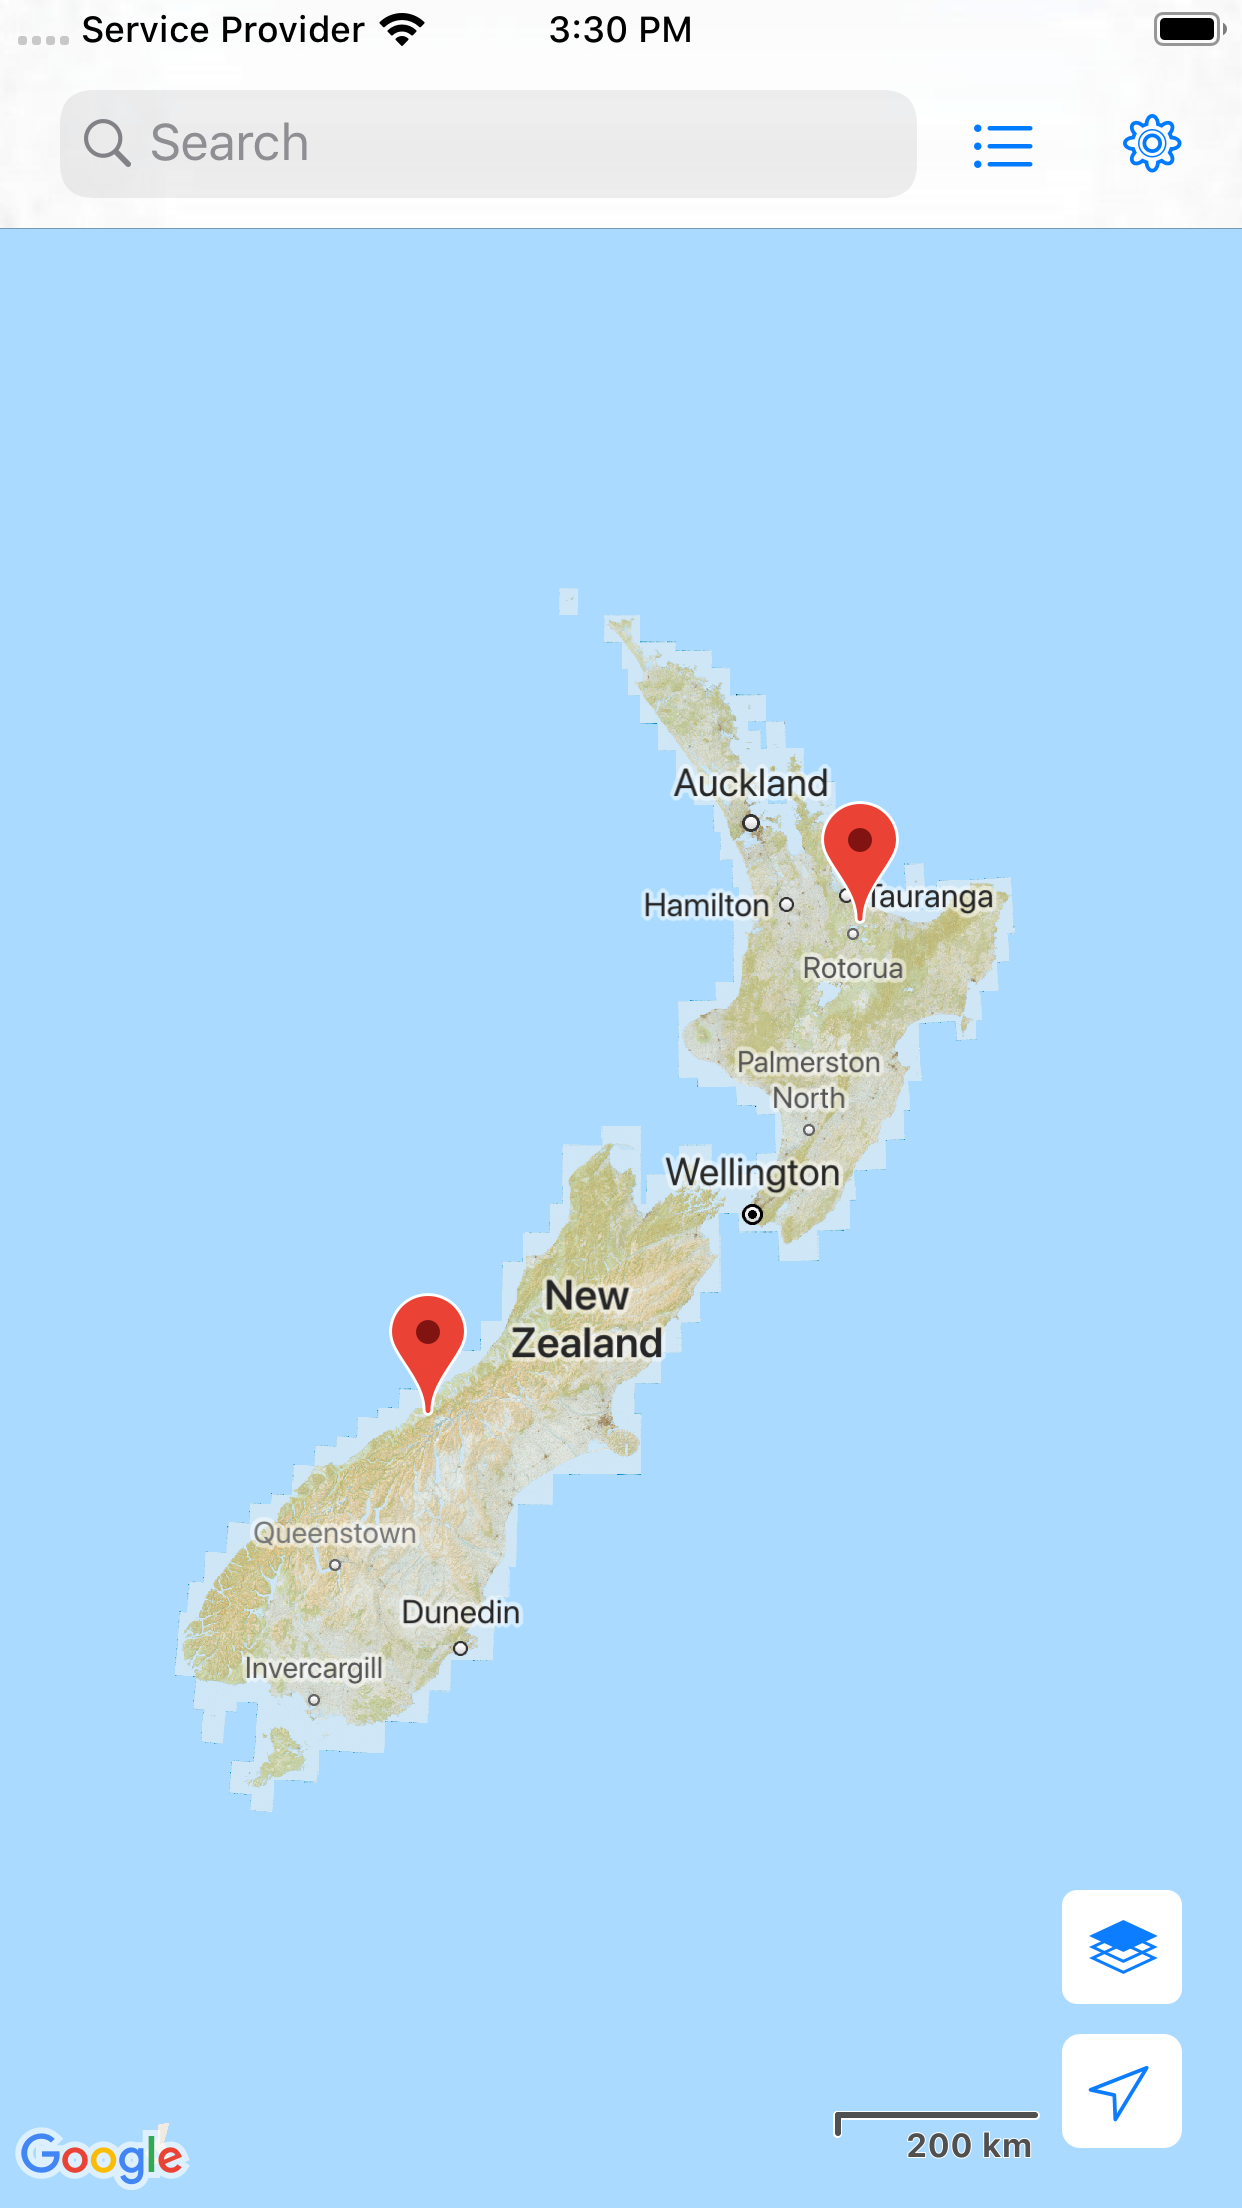 Service Provider
3:30 PM
Search
Auckland
Tauranga
Hamilton
Rotorua
Palmerston
North
Wellington
New
Zealand
Queenstown
Dunedin
Invercargill
200 km
Google